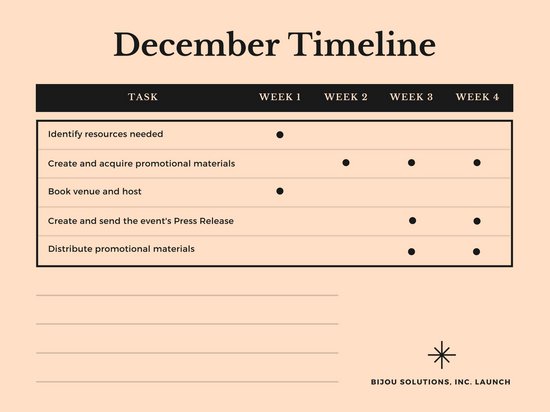 December Timeline
TASK WEEK 1 WEEK 2 WEEK 3 WEEK 4
Identify resources needed
Create and acquire promotional materials
Book venue and host
Create and send the event's Press Release
Distribute promotional materials
BIJOU SOLUTIONS, INC. LAUNCH